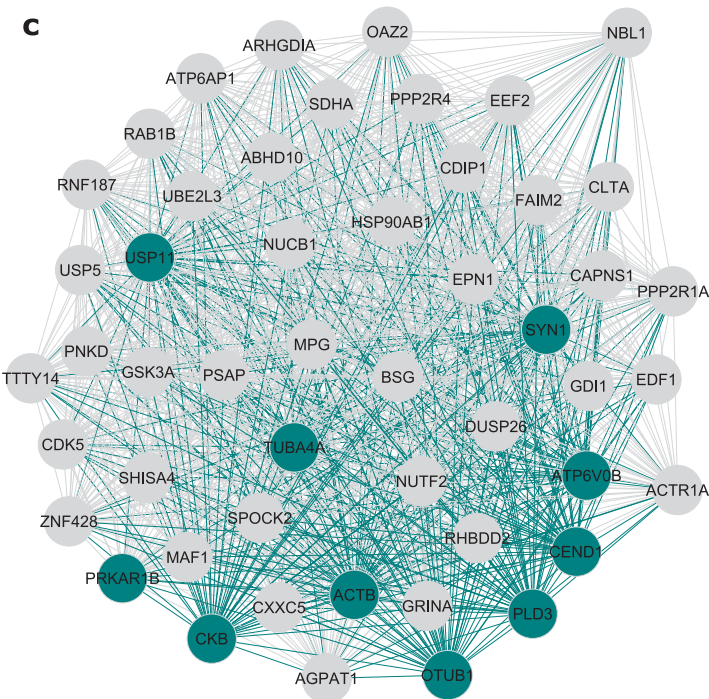 c
OAZ2
NBL1
ARHGDIA
ATP6AP1
SDHA
PPP2R4
EEF2
RAB1B
ABHD10
CDIP1
RNF187
UBE2L3
FAIM2
CLTA
HSP90AB1
NUCB1
USP11
USP5
EPN1
CAPNS1
PPP2R1A
SYN1
MPG
PNKD
TTTY14
GSK3A
PSAP
BSG
GDI1
EDF1
DUSP26
CDK5
TUBA4A
SHISA4
NUTF2
ATP6V0B
ACTR1A
ZNF428
SPOCK2
RHBDD2
CEND1
MAF1
PRKAR1B
ACTB
CXXC5
GRINA
PLD3
CKB
AGPAT1
OTUB1